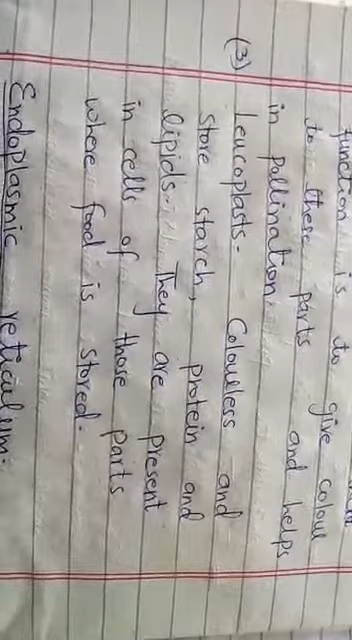 function is to give colour
to these parts and helps
in pollination.
(3) Leucoplasts- Colourless and
store starch, protein and
lipids. They are present
in cells of those parts
where food is stored.
Endoplasmic reticulum.